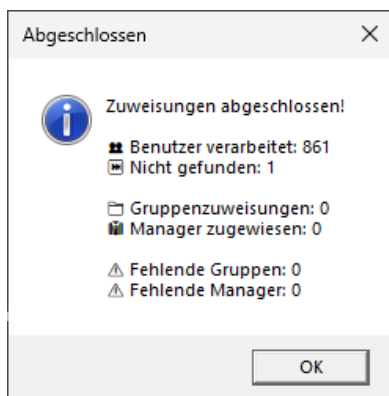 Abgeschlossen
Zuweisungen abgeschlossen!
Benutzer verarbeitet: 861
Nicht gefunden: 1
Gruppenzuweisungen: 0
Manager zugewiesen: 0
Fehlende Gruppen: 0
Fehlende Manager: 0
OK